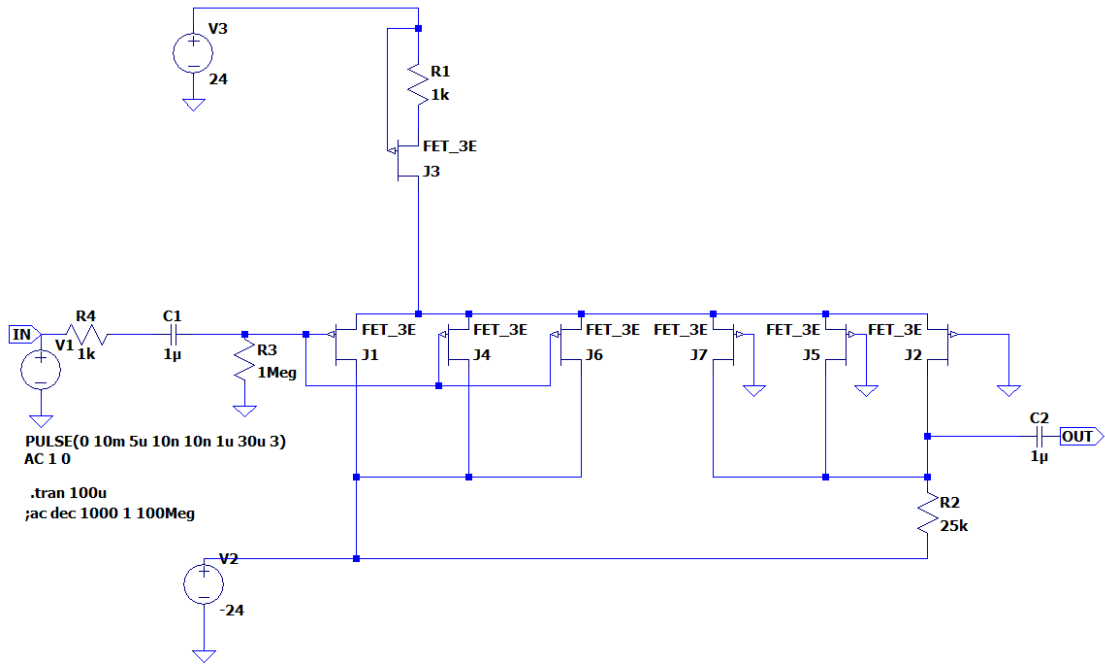 V3
24
R1
1k
FET_3E
J3
IN
R4
1k
V1
C1
1µ
R3
1Meg
FET_3E
J1
FET_3E
J4
FET_3E
J6
FET_3E
J7
FET_3E
J5
FET_3E
J2
C2
1µ
OUT
PULSE(0 10m 5u 10n 10n 1u 30u 3)
AC 1 0
.tran 100u
;ac dec 1000 1 100Meg
R2
25k
V2
-24